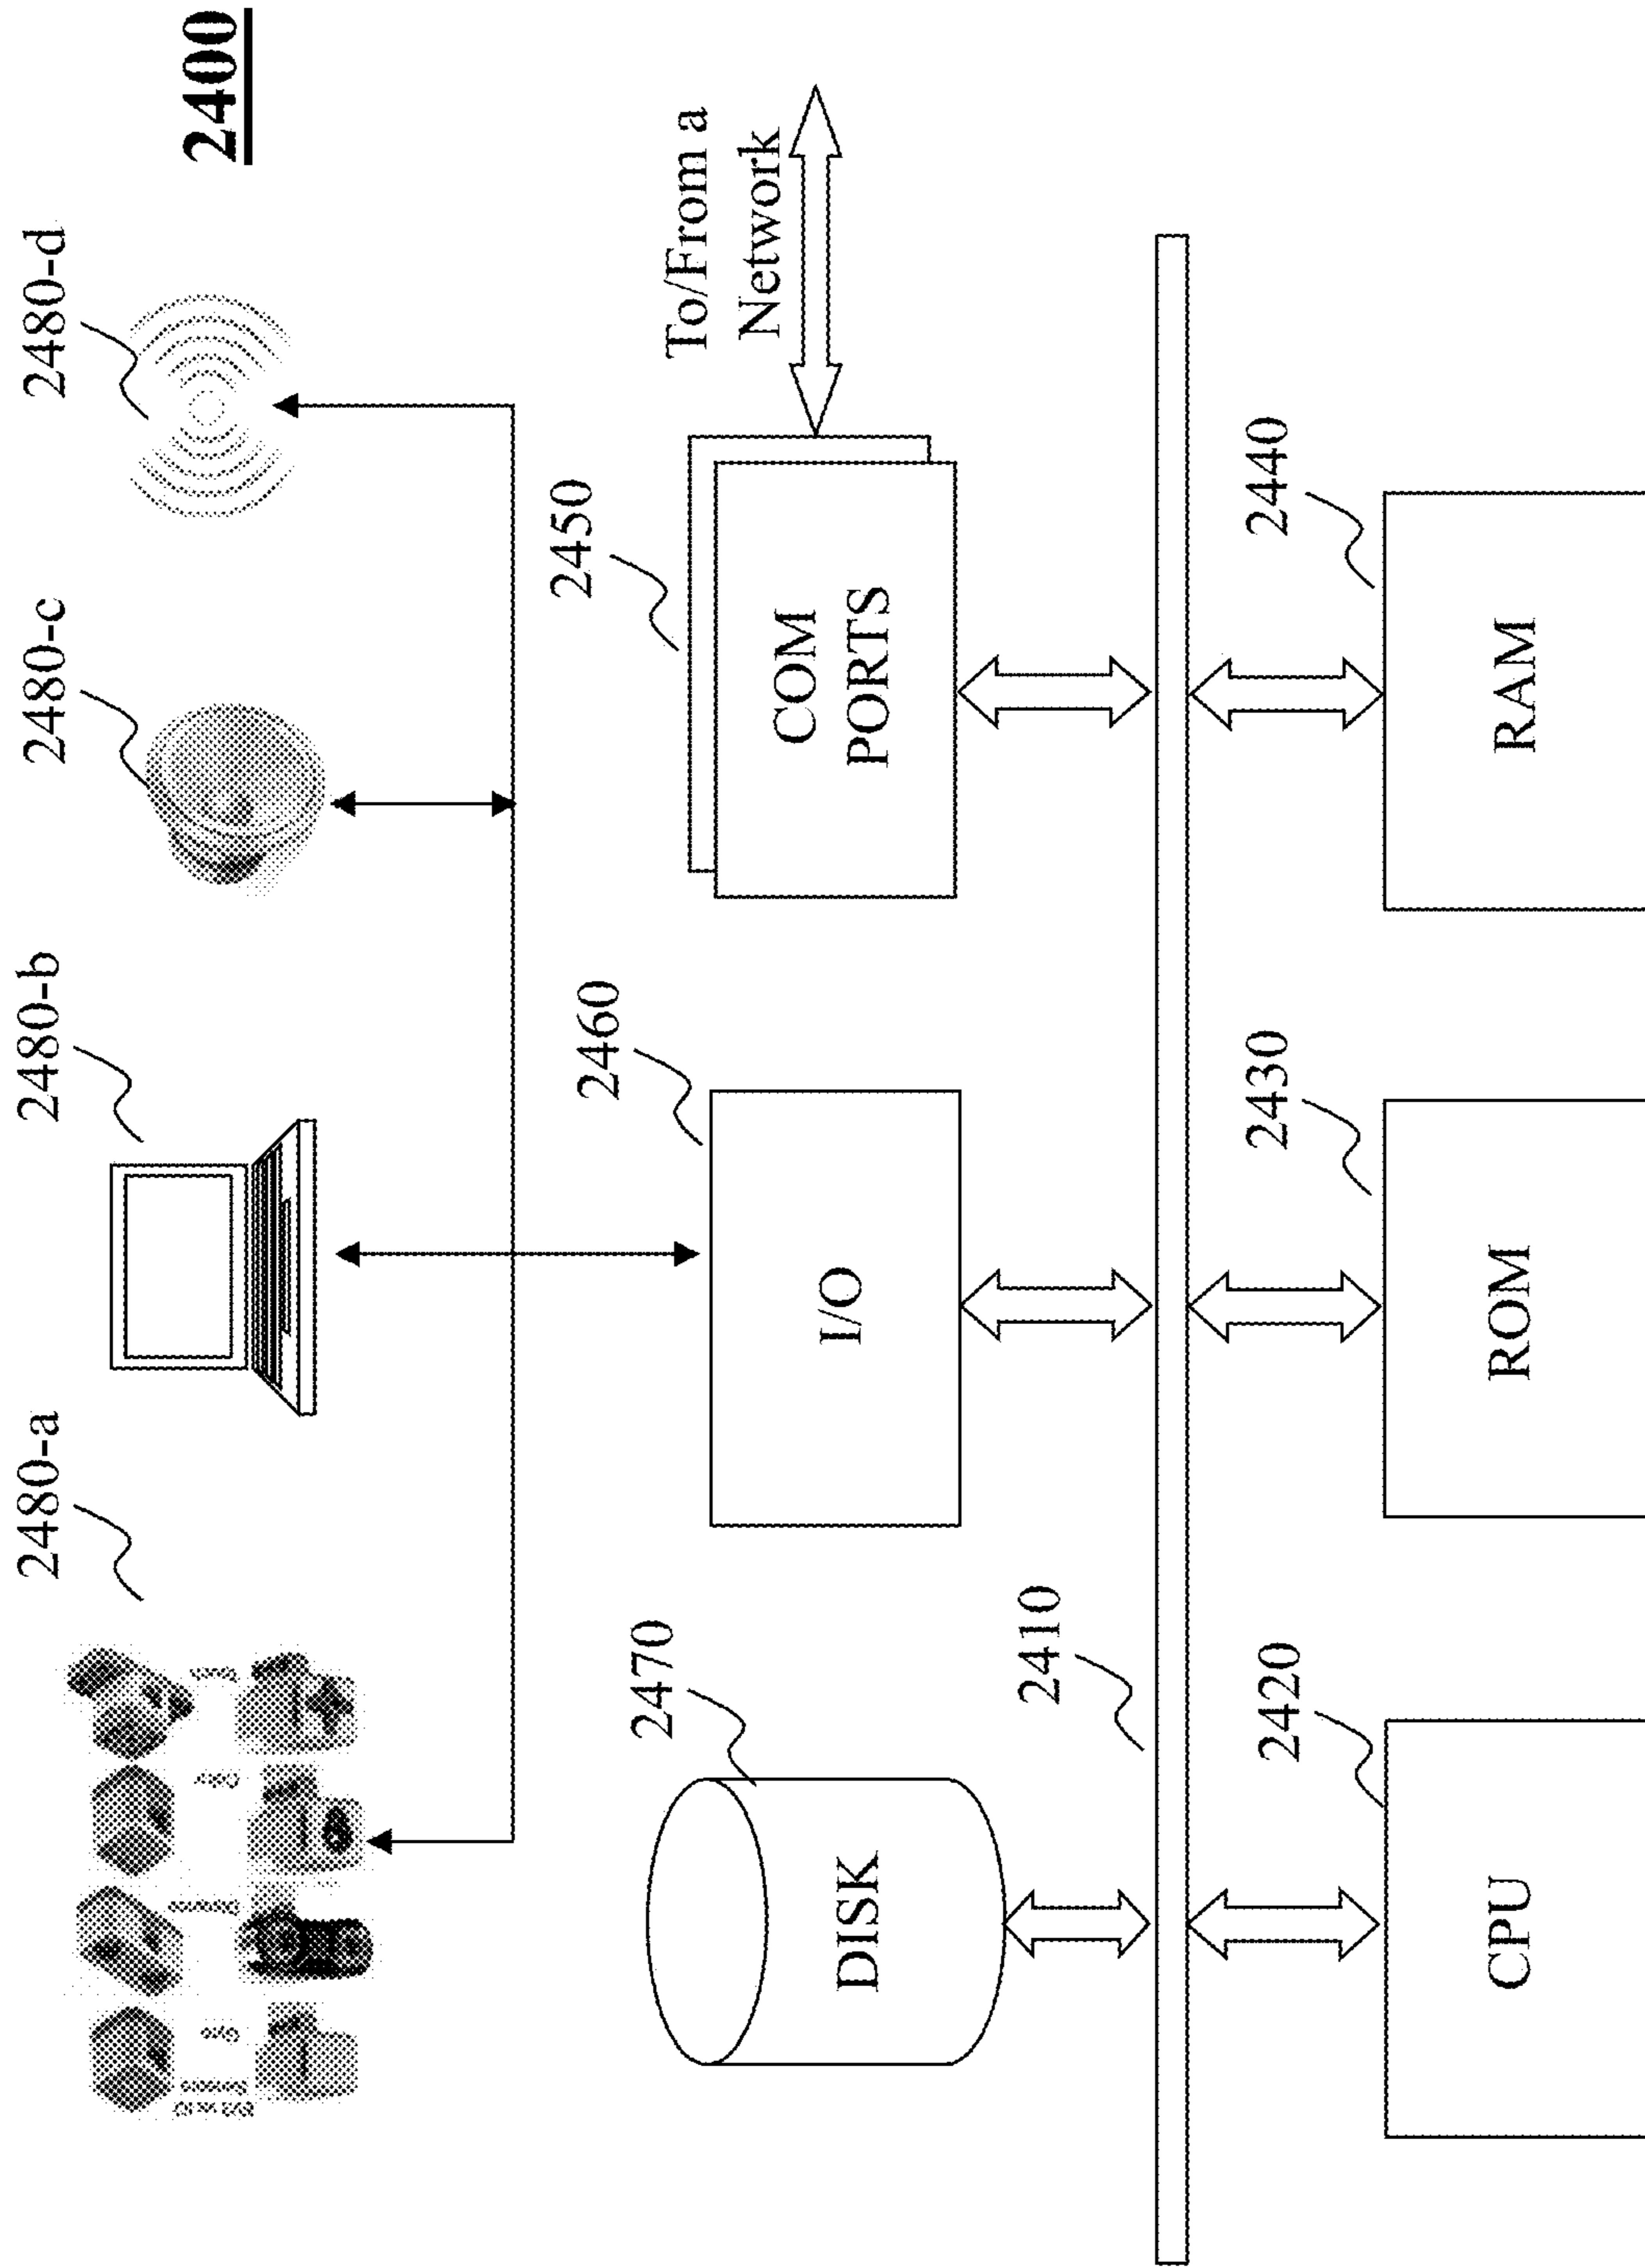 2400
2480-a
2480-b
2480-c
2480-d
2470
DISK
2460
I/O
2450
COM
PORTS
To/From a
Network
2410
2420
CPU
2430
ROM
2440
RAM